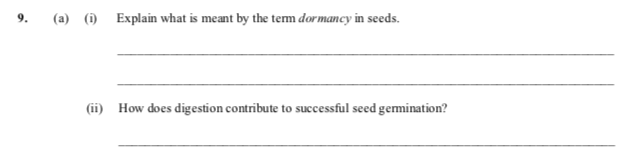 9. (a) (i) Explain what is meant by the term dormancy in seeds.
(ii) How does digestion contribute to successful seed germination?